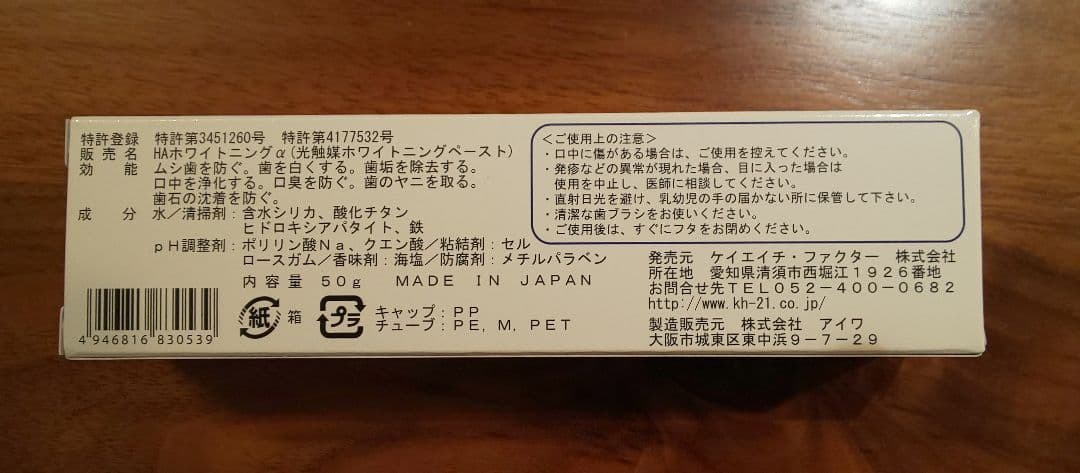 特許登録　特許第3451260号　特許第4177532号
販売名　HAホワイトニングα(光触媒ホワイトニングペースト)
効能　ムシ歯を防ぐ。歯を白くする。歯垢を除去する。
口中を浄化する。口臭を防ぐ。歯のヤニを取る。
歯石の沈着を防ぐ。
成分　水／清掃剤：含水シリカ、酸化チタン
ヒドロキシアパタイト、鉄
pH調整剤：ポリリン酸Na、クエン酸／粘結剤：セル
ロースガム／香味剤：海塩／防腐剤：メチルパラベン
内容量　50g　MADE IN JAPAN
紙 箱
プラ
キャップ：PP
チューブ：PE, M, PET
4 946816 830539
＜ご使用上の注意＞
・口中に傷がある場合は、ご使用を控えてください。
・発疹などの異常が現れた場合、目に入った場合は
使用を中止し、医師に相談してください。
・直射日光を避け、乳幼児の手の届かない所に保管して下さい。
・清潔な歯ブラシをお使いください。
・ご使用後は、すぐにフタをお閉めください。
発売元　ケイエイチ・ファクター　株式会社
所在地　愛知県清須市西堀江1926番地
お問合せ先TEL052-400-0682
http://www.kh-21.co.jp/
製造販売元　株式会社　アイワ
大阪市城東区東中浜9-7-29